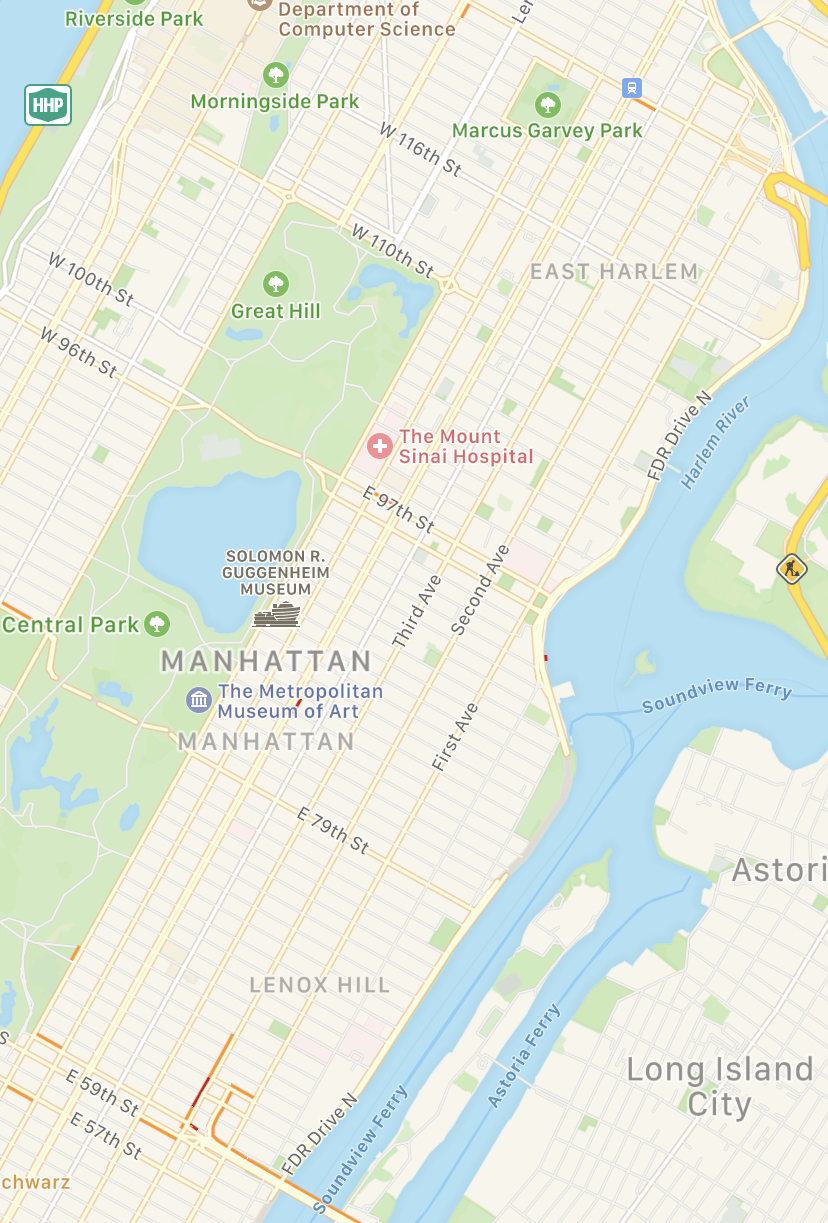 Riverside Park
Department of
Computer Science
HHP
Morningside Park
W 116th St
Marcus Garvey Park
W 110th St
EAST HARLEM
W 100th St
Great Hill
W 96th St
FDR Drive N
Harlem River
The Mount
Sinai Hospital
E 97th St
SOLOMON R.
GUGGENHEIM
MUSEUM
Third Ave
Second Ave
Central Park
MANHATTAN
The Metropolitan
Museum of Art
Soundview Ferry
MANHATTAN
First Ave
E 79th St
Astori
LENOX HILL
Astoria Ferry
Long Island
City
E 59th St
E 57th St
FDR Drive N
Soundview Ferry
chwarz